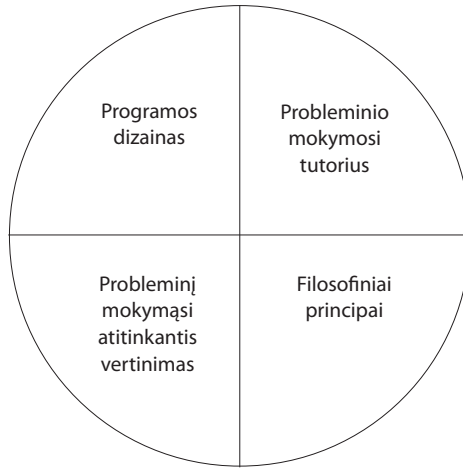 Programos
dizainas
Probleminio
mokymosi
tutorius
Probleminį
mokymąsi
atitinkantis
vertinimas
Filosofiniai
principai